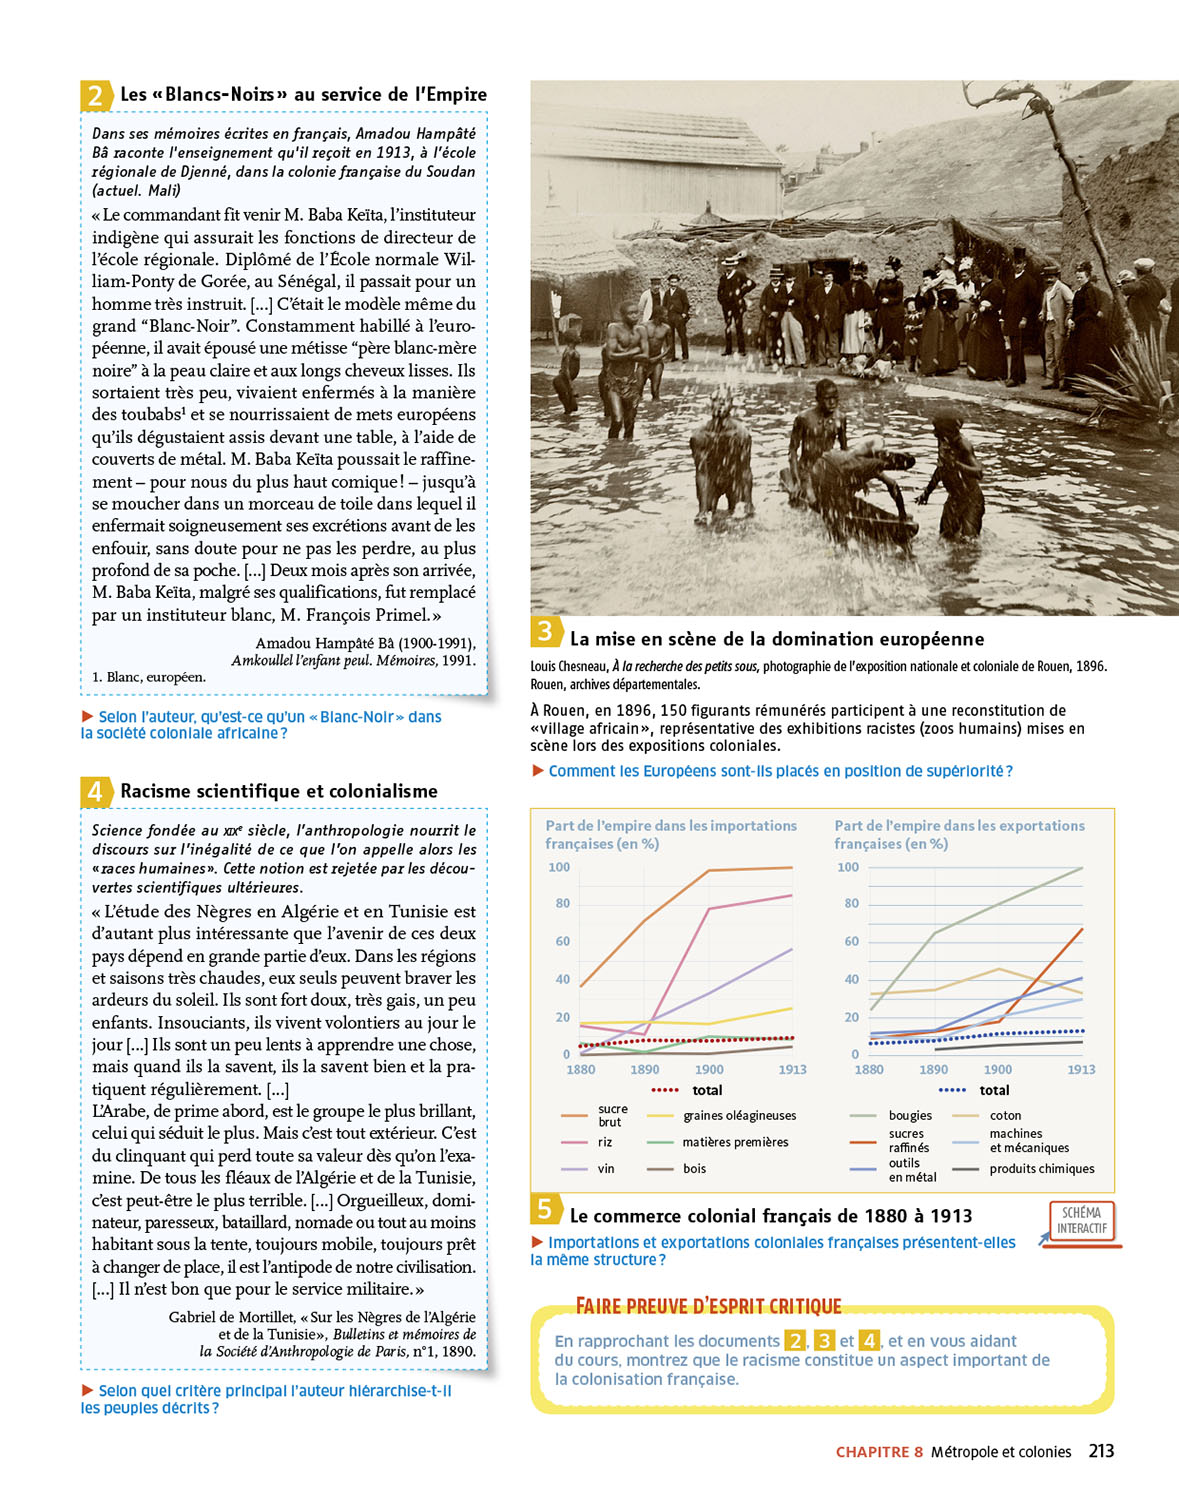 2 Les « Blancs-Noirs » au service de l'Empire
Dans ses mémoires écrites en français, Amadou Hampâté
Bâ raconte l'enseignement qu'il reçoit en 1913, à l'école
régionale de Djenné, dans la colonie française du Soudan
(actuel. Mali)
« Le commandant fit venir M. Baba Keïta, l'instituteur
indigène qui assurait les fonctions de directeur de
l'école régionale. Diplômé de l'École normale Wil-
liam-Ponty de Gorée, au Sénégal, il passait pour un
homme très instruit. [...] C'était le modèle même du
grand “Blanc-Noir”. Constamment habillé à l'euro-
péenne, il avait épousé une métisse “père blanc-mère
noire” à la peau claire et aux longs cheveux lisses. Ils
sortaient très peu, vivaient enfermés à la manière
des toubabs¹ et se nourrissaient de mets européens
qu'ils dégustaient assis devant une table, à l'aide de
couverts de métal. M. Baba Keïta poussait le raffine-
ment – pour nous du plus haut comique ! – jusqu'à
se moucher dans un morceau de toile dans lequel il
enfermait soigneusement ses excrétions avant de les
enfouir, sans doute pour ne pas les perdre, au plus
profond de sa poche. [...] Deux mois après son arrivée,
M. Baba Keïta, malgré ses qualifications, fut remplacé
par un instituteur blanc, M. François Primel. »
Amadou Hampâté Bâ (1900-1991),
Amkoullel l'enfant peul. Mémoires, 1991.
1. Blanc, européen.
► Selon l'auteur, qu'est-ce qu'un « Blanc-Noir » dans
la société coloniale africaine ?
4 Racisme scientifique et colonialisme
Science fondée au XIXe siècle, l'anthropologie nourrit le
discours sur l'inégalité de ce que l'on appelle alors les
« races humaines ». Cette notion est rejetée par les décou-
vertes scientifiques ultérieures.
« L'étude des Nègres en Algérie et en Tunisie est
d'autant plus intéressante que l'avenir de ces deux
pays dépend en grande partie d'eux. Dans les régions
et saisons très chaudes, eux seuls peuvent braver les
ardeurs du soleil. Ils sont fort doux, très gais, un peu
enfants. Insouciants, ils vivent volontiers au jour le
jour [...] Ils sont un peu lents à apprendre une chose,
mais quand ils la savent, ils la savent bien et la pra-
tiquent régulièrement. [...]
L'Arabe, de prime abord, est le groupe le plus brillant,
celui qui séduit le plus. Mais c'est tout extérieur. C'est
du clinquant qui perd toute sa valeur dès qu'on l'exa-
mine. De tous les fléaux de l'Algérie et de la Tunisie,
c'est peut-être le plus terrible. [...] Orgueilleux, domi-
nateur, paresseux, bataillard, nomade ou tout au moins
habitant sous la tente, toujours mobile, toujours prêt
à changer de place, il est l'antipode de notre civilisation.
[...] Il n'est bon que pour le service militaire. »
Gabriel de Mortillet, « Sur les Nègres de l'Algérie
et de la Tunisie », Bulletins et mémoires de
la Société d'Anthropologie de Paris, n°1, 1890.
► Selon quel critère principal l'auteur hiérarchise-t-il
les peuples décrits ?
3 La mise en scène de la domination européenne
Louis Chesneau, À la recherche des petits sous, photographie de l'exposition nationale et coloniale de Rouen, 1896.
Rouen, archives départementales.
À Rouen, en 1896, 150 figurants rémunérés participent à une reconstitution de
« village africain », représentative des exhibitions racistes (zoos humains) mises en
scène lors des expositions coloniales.
► Comment les Européens sont-ils placés en position de supériorité ?
Part de l'empire dans les importations
françaises (en %)
100
80
60
40
20
0
1880 1890 1900 1913
total
sucre
brut
graines oléagineuses
riz
matières premières
vin
bois
Part de l'empire dans les exportations
françaises (en %)
100
80
60
40
20
0
1880 1890 1900 1913
total
bougies
coton
sucres
raffinés
machines
et mécaniques
outils
en métal
produits chimiques
5 Le commerce colonial français de 1880 à 1913
SCHÉMA
INTERACTIF
► Importations et exportations coloniales françaises présentent-elles
la même structure ?
FAIRE PREUVE D'ESPRIT CRITIQUE
En rapprochant les documents 2, 3 et 4, et en vous aidant
du cours, montrez que le racisme constitue un aspect important de
la colonisation française.
CHAPITRE 8 Métropole et colonies 213